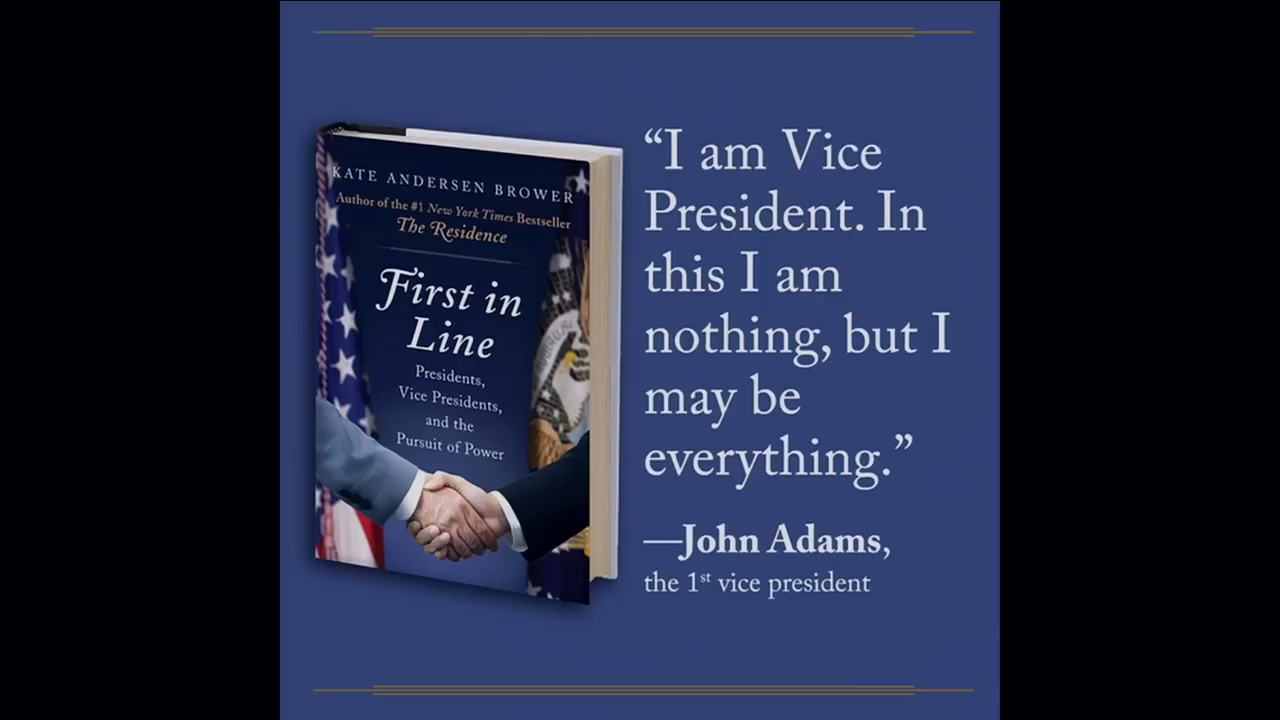 KATE ANDERSEN BROWER
Author of the #1 New York Times Bestseller
The Residence
First in
Line
Presidents,
Vice Presidents,
and the
Pursuit of Power
“I am Vice
President. In
this I am
nothing, but I
may be
everything.”
—John Adams,
the 1st vice president